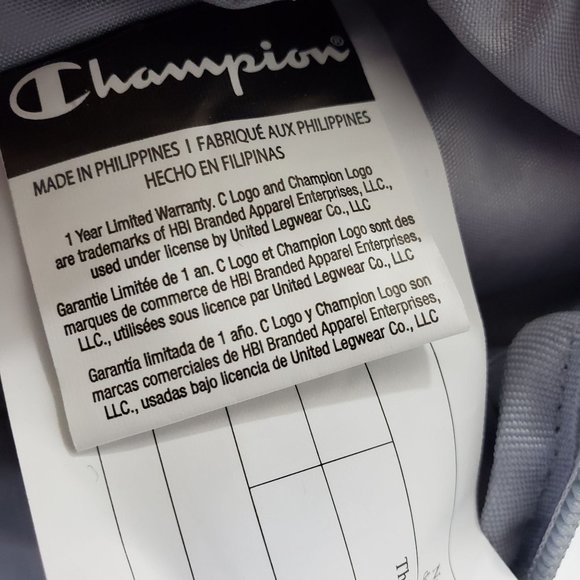 Champion®
MADE IN PHILIPPINES I FABRIQUÉ AUX PHILIPPINES
HECHO EN FILIPINAS
1 Year Limited Warranty. C Logo and Champion Logo
are trademarks of HBI Branded Apparel Enterprises, LLC.,
used under license by United Legwear Co., LLC
Garantie Limitée de 1 an. C Logo et Champion Logo sont des
marques de commerce de HBI Branded Apparel Enterprises,
LLC., utilisées sous licence par United Legwear Co., LLC
Garantía limitada de 1 año. C Logo y Champion Logo son
marcas comerciales de HBI Branded Apparel Enterprises,
LLC., usadas bajo licencia de United Legwear Co., LLC
Th